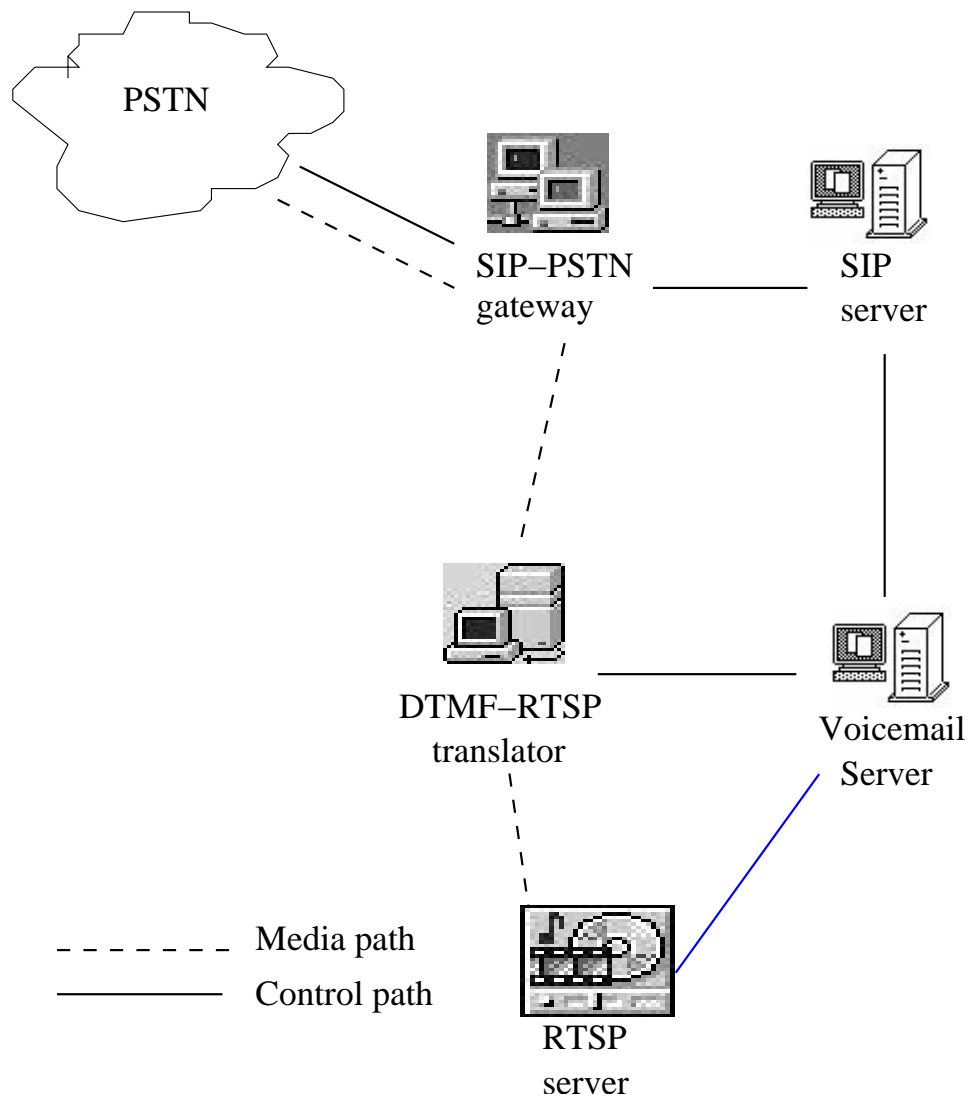 PSTN
SIP–PSTN
gateway
SIP
server
DTMF–RTSP
translator
Voicemail
Server
Media path
Control path
RTSP
server